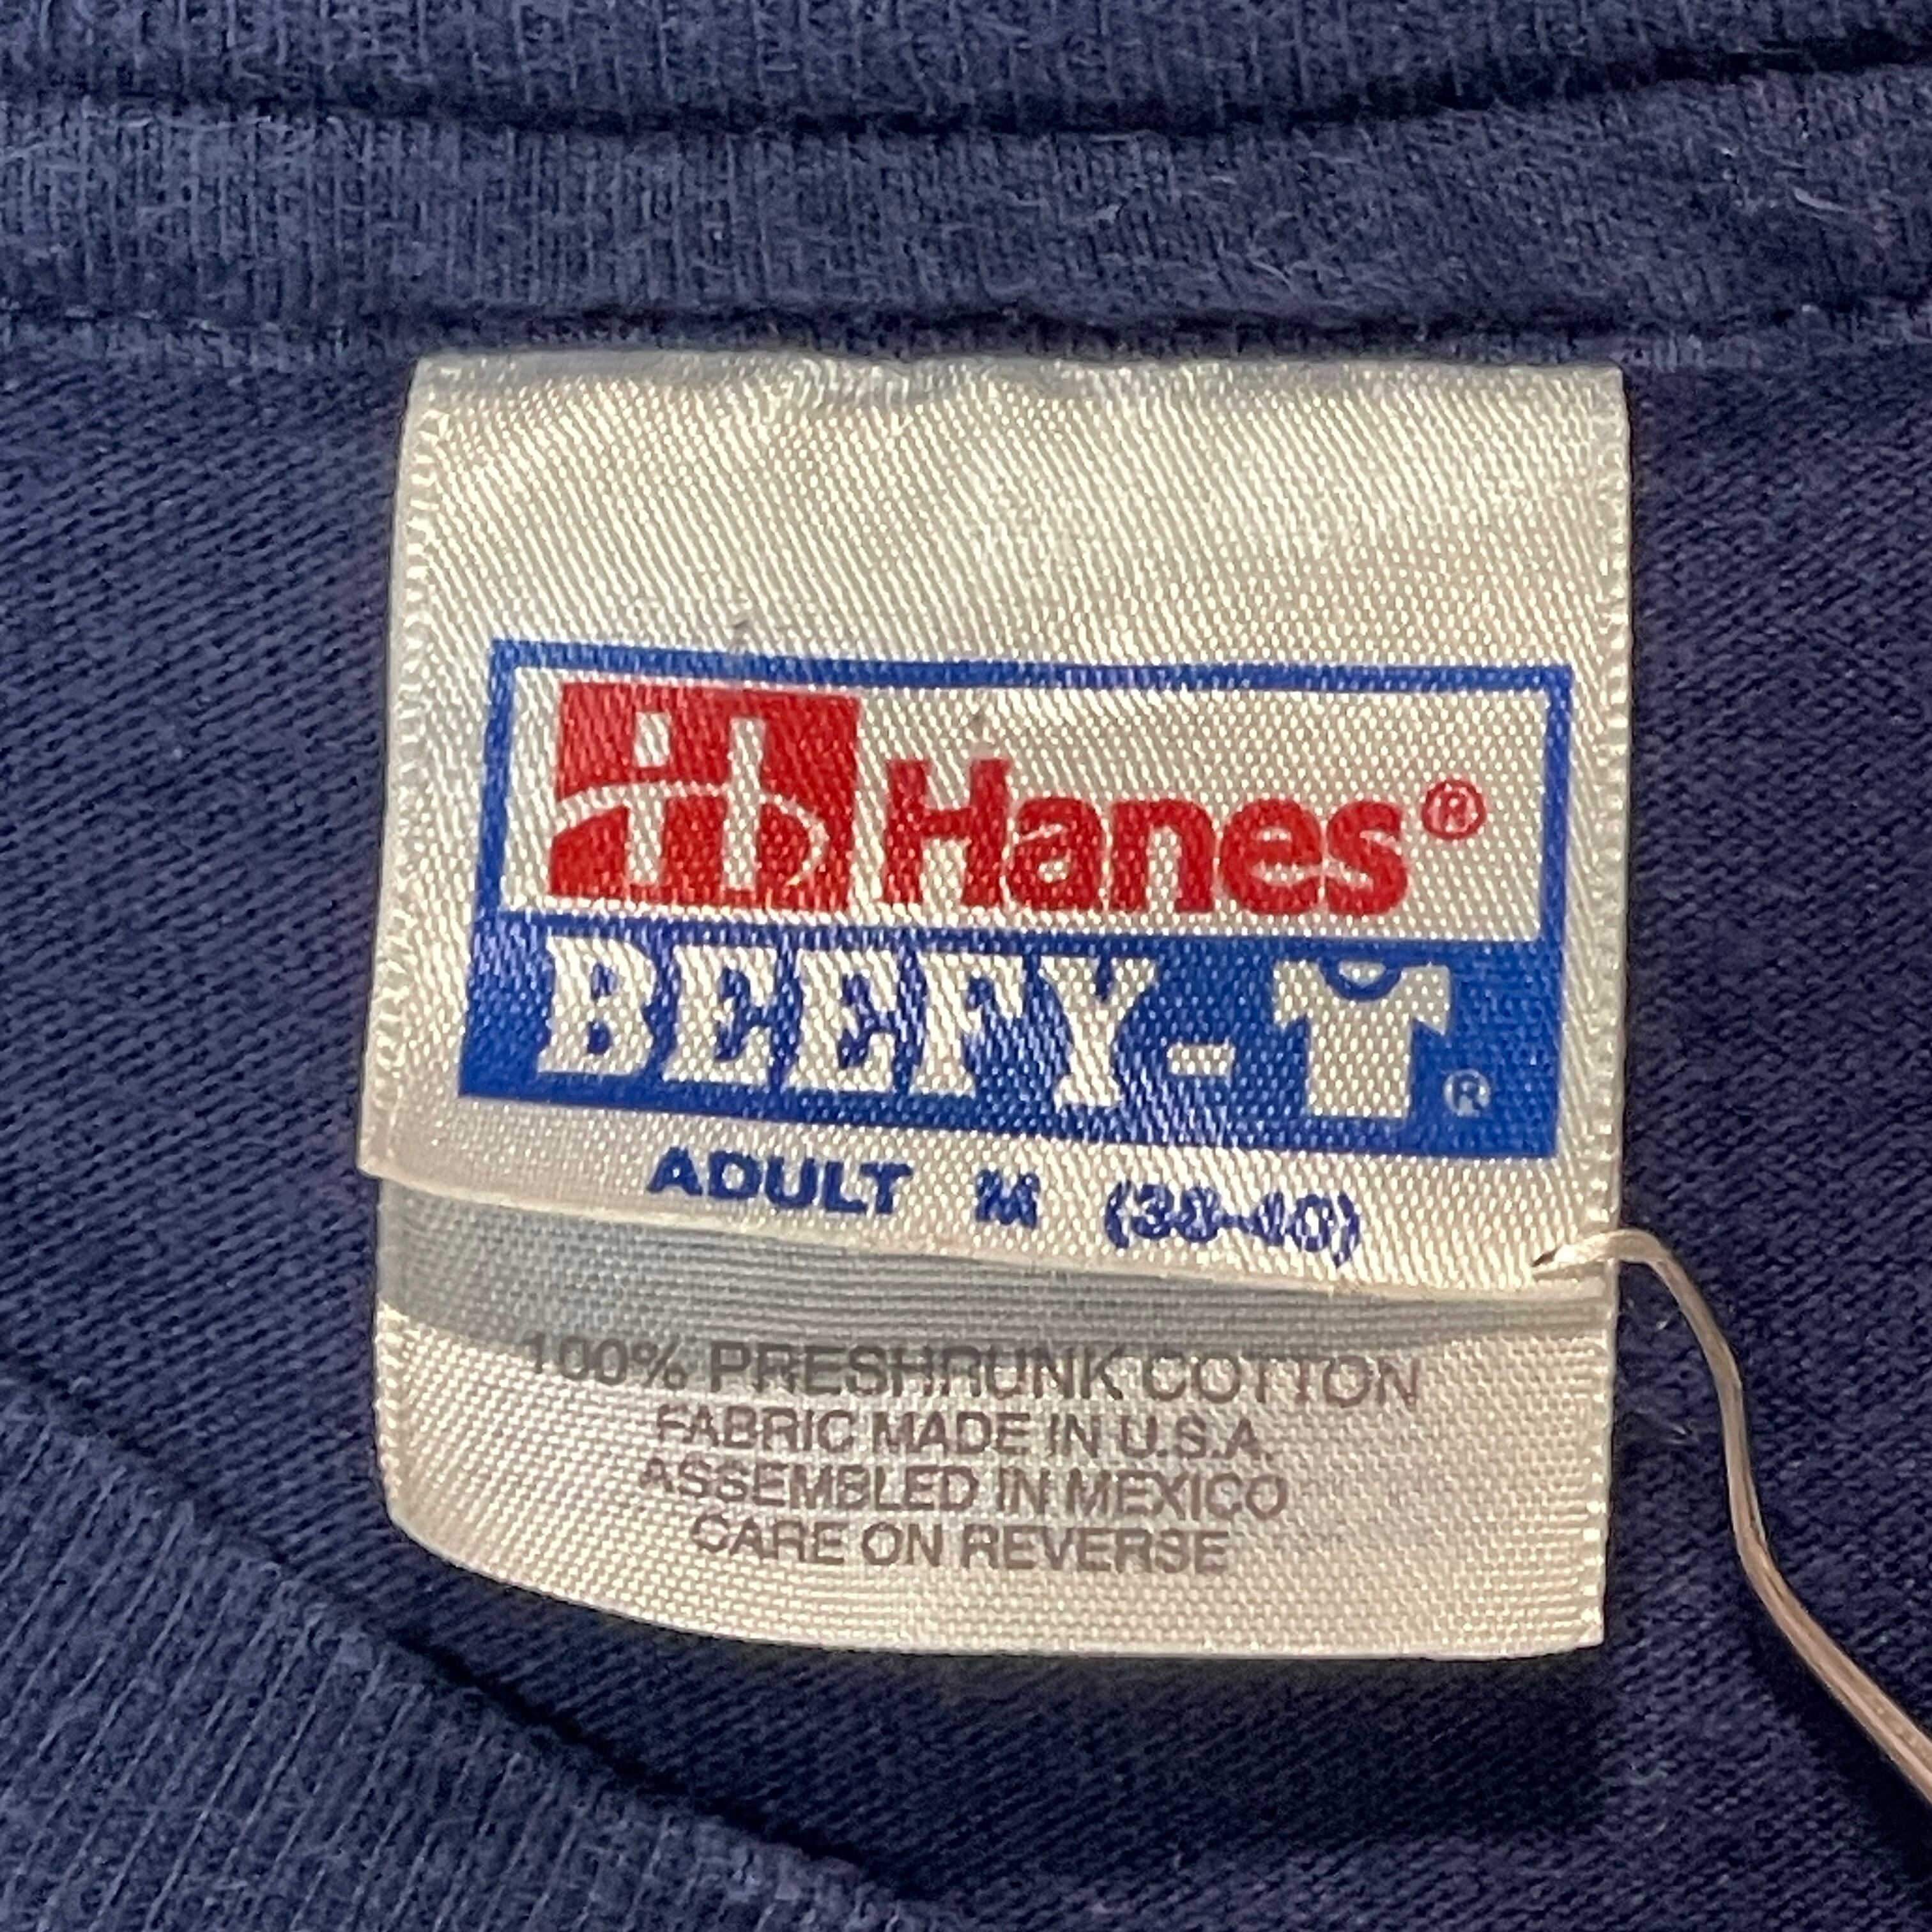 Hanes®
BEEFY-T®
ADULT M (38-40)
100% PRESHRUNK COTTON
FABRIC MADE IN U.S.A.
ASSEMBLED IN MEXICO
CARE ON REVERSE